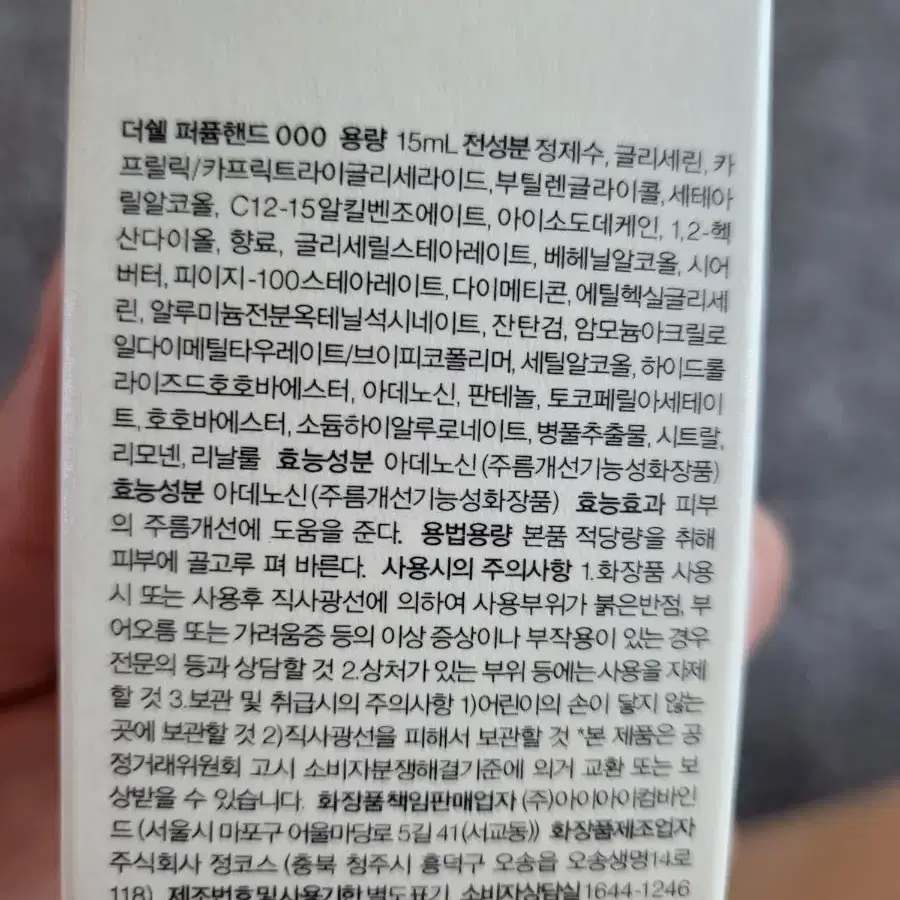 더쉘 퍼퓸핸드 000 용량 15mL 전성분 정제수, 글리세린, 카
프릴릭/카프릭트라이글리세라이드, 부틸렌글라이콜, 세테아
릴알코올, C12-15알킬벤조에이트, 아이소도데케인, 1,2-헥
산다이올, 향료, 글리세릴스테아레이트, 베헤닐알코올, 시어
버터, 피이지-100스테아레이트, 다이메티콘, 에틸헥실글리세
린, 알루미늄전분옥테닐석시네이트, 잔탄검, 암모늄아크릴로
일다이메틸타우레이트/브이피코폴리머, 세틸알코올, 하이드롤
라이즈드호호바에스터, 아데노신, 판테놀, 토코페릴아세테이
트, 호호바에스터, 소듐하이알루로네이트, 병풀추출물, 시트랄,
리모넨, 리날룰 효능성분 아데노신 (주름개선기능성화장품)
효능성분 아데노신 (주름개선기능성화장품) 효능효과 피부
의 주름개선에 도움을 준다. 용법용량 본품 적당량을 취해
피부에 골고루 펴 바른다. 사용시의 주의사항 1.화장품 사용
시 또는 사용후 직사광선에 의하여 사용부위가 붉은반점, 부
어오름 또는 가려움증 등의 이상 증상이나 부작용이 있는 경우
전문의 등과 상담할 것 2.상처가 있는 부위 등에는 사용을 자제
할 것 3.보관 및 취급시의 주의사항 1)어린이의 손이 닿지 않는
곳에 보관할 것 2)직사광선을 피해서 보관할 것 *본 제품은 공
정거래위원회 고시 소비자분쟁해결기준에 의거 교환 또는 보
상받을 수 있습니다. 화장품책임판매업자 (주)아이아이컴바인
드 (서울시 마포구 어울마당로 5길 41(서교동)) 화장품제조업자
주식회사 정코스 (충북 청주시 흥덕구 오송읍 오송생명14로
118) 제조번호 및 사용기한 별도표기 소비자상담실 1644-1246